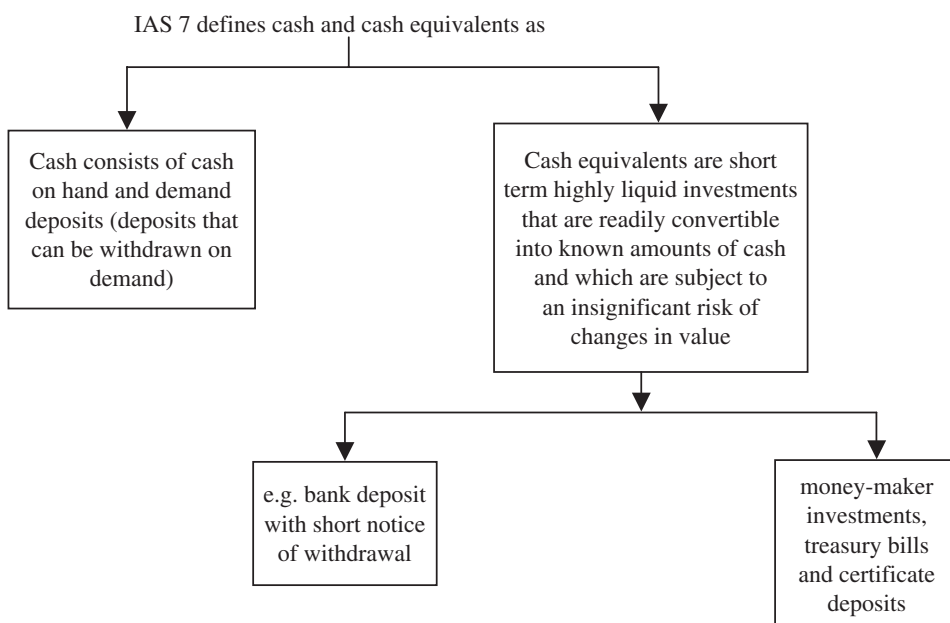 IAS 7 defines cash and cash equivalents as
Cash consists of cash
on hand and demand
deposits (deposits that
can be withdrawn on
demand)
Cash equivalents are short
term highly liquid investments
that are readily convertible
into known amounts of cash
and which are subject to
an insignificant risk of
changes in value
e.g. bank deposit
with short notice
of withdrawal
money-maker
investments,
treasury bills
and certificate
deposits